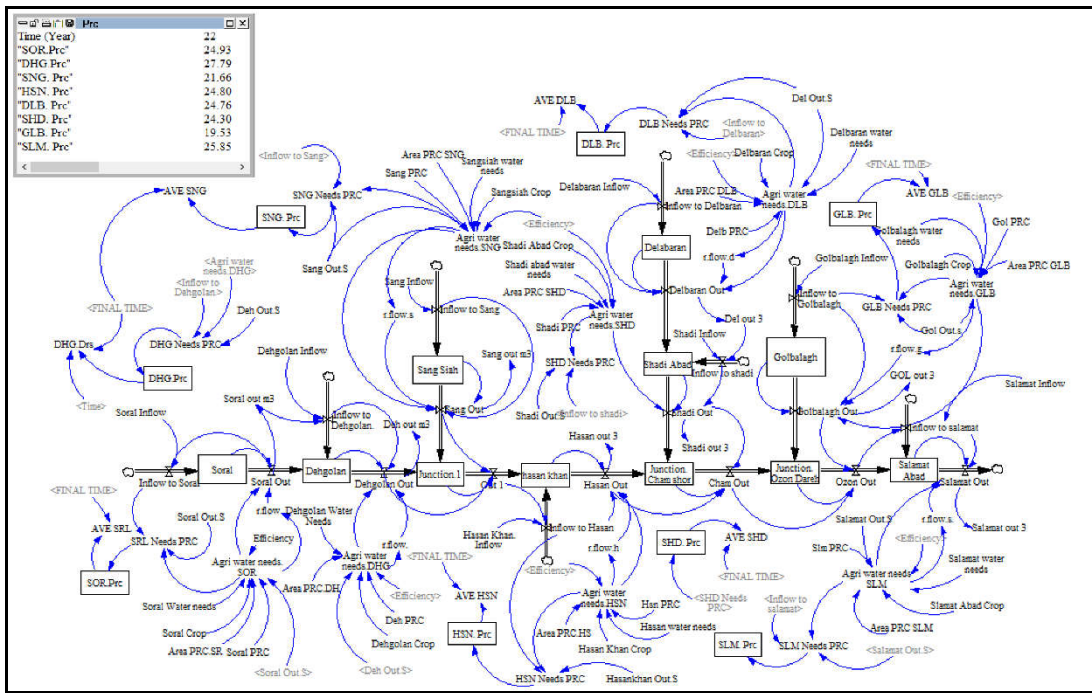 Prc
Time (Year) 22
"SOR.Prc" 24.93
"DHG.Prc" 27.79
"SNG. Prc" 21.66
"HSN. Prc" 24.80
"DLB. Prc" 24.76
"SHD. Prc" 24.30
"GLB. Prc" 19.53
"SLM. Prc" 25.85
AVE DLB
<FINAL TIME>
DLB. Prc
DLB Needs PRC
Del Out.S
<Inflow to
Delbaran>
<Efficiency>
Delbaran Crop
Delbaran water
needs
Area PRC DLB
Agri water
needs.DLB
Delb PRC
r.flow.d
Delabaran Inflow
Inflow to Delbaran
Delabaran
Delbaran Out
Del out 3
<FINAL TIME>
AVE GLB
<Efficiency>
GLB. Prc
Golbalagh water
needs
Gol PRC
Golbalagh Crop
Area PRC GLB
Agri water
needs.GLB
Golbalagh Inflow
Inflow to
Golbalagh
GLB Needs PRC
Gol Out.s
r.flow.g
GOL out 3
Golbalagh
Golbalagh Out
<Inflow to Sang>
AVE SNG
SNG Needs PRC
SNG. Prc
Sang PRC
Area PRC SNG
Sangsiah water
needs
Sangsiah Crop
<Efficiency>
Agri water
needs.SNG
Sang Out.S
Sang Inflow
r.flow.s
Inflow to Sang
Sang Siah
Sang out m3
Sang Out
Shadi Abad Crop
Shadi abad water
needs
Area PRC SHD
Agri water
needs.SHD
Shadi PRC
SHD Needs PRC
Shadi Out.S
<Inflow to shadi>
Shadi Inflow
Shadi Abad
Inflow to shadi
Shadi Out
Shadi out 3
<Agri water
needs.DHG>
<Inflow to
Dehgolan.>
<FINAL TIME>
Deh Out.S
DHG.Drs
DHG Needs PRC
DHG.Prc
<Time>
Dehgolan Inflow
Inflow to
Dehgolan.
Soral Inflow
Soral out m3
Deh out m3
Hasan out 3
Salamat Inflow
Inflow to salamat
Inflow to Soral
Soral
Soral Out
Dahgolan
Dehgolan Out
Junction.1
Out 1
hasan khan
Hasan Out
Junction.
Cham shor
Cham Out
Junction.
Ozon Dareh
Ozon Out
Salamat
Abad
Salamat Out
<FINAL TIME>
AVE SRL
SRL Needs PRC
SOR.Prc
Soral Out.S
r.flow
Efficiency
Agri water needs.
SOR
Soral Water needs
Soral Crop
Area PRC.SR
Soral PRC
<Soral Out.S>
Dehgolan Water
Needs
Agri water
needs.DHG
r.flow.
Area PRC.DH
<Efficiency>
Deh PRC
Dehgolan Crop
<Deh Out.S>
<FINAL TIME>
AVE HSN
HSN. Prc
Hasan Khan.
Inflow
Inflow to Hasan
<Efficiency>
r.flow.h
Agri water
needs.HSN
Han PRC
Hasan water needs
Area PRC.HS
Hasan Khan Crop
HSN Needs PRC
Hasankhan Out.S
SHD. Prc
AVE SHD
<FINAL TIME>
<SHD Needs
PRC>
Salamat Out.S
r.flow.s.
Salamat out 3
<Efficiency>
Slm PRC
Salamat water
needs
Agri water needs
SLM
Slamat Abad Crop
Area PRC SLM
<Inflow to
salamat>
SLM Needs PRC
<Salamat Out.S>
SLM. Prc